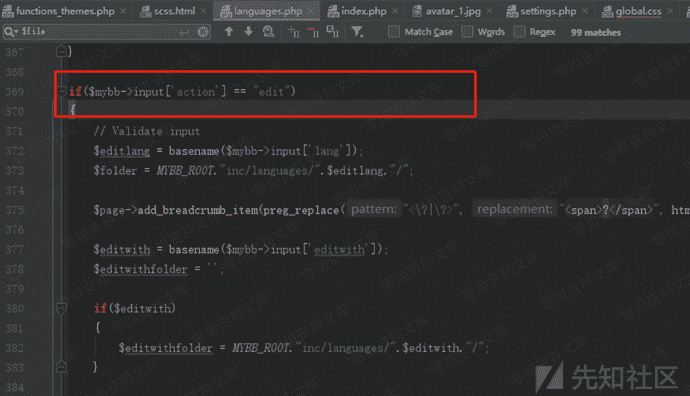 functions_themes.php × scss.html × languages.php × index.php × avatar_1.jpg × settings.php × global.css ×
$file Match Case Words Regex 99 matches
367 }
368
369 if($mybb->input['action'] == "edit")
370 {
371 // Validate input
372 $editlang = basename($mybb->input['lang']);
373 $folder = MYBB_ROOT."inc/languages/".$editlang."/";
374
375 $page->add_breadcrumb_item(preg_replace( pattern: "<\?|\?>", replacement: "<span>?</span>", htm
376
377 $editwith = basename($mybb->input['editwith']);
378 $editwithfolder = '';
379
380 if($editwith)
381 {
382 $editwithfolder = MYBB_ROOT."inc/languages/".$editwith."/";
383 }
384
先知社区